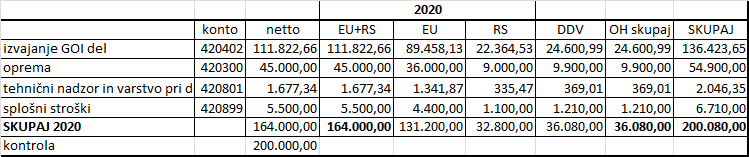 2020
konto netto EU+RS EU RS DDV OH skupaj SKUPAJ
izvajanje GOI del 420402 111.822,66 111.822,66 89.458,13 22.364,53 24.600,99 24.600,99 136.423,65
oprema 420300 45.000,00 45.000,00 36.000,00 9.000,00 9.900,00 9.900,00 54.900,00
tehnični nadzor in varstvo pri d 420801 1.677,34 1.677,34 1.341,87 335,47 369,01 369,01 2.046,35
splošni stroški 420899 5.500,00 5.500,00 4.400,00 1.100,00 1.210,00 1.210,00 6.710,00
SKUPAJ 2020 164.000,00 164.000,00 131.200,00 32.800,00 36.080,00 36.080,00 200.080,00
kontrola 200.000,00